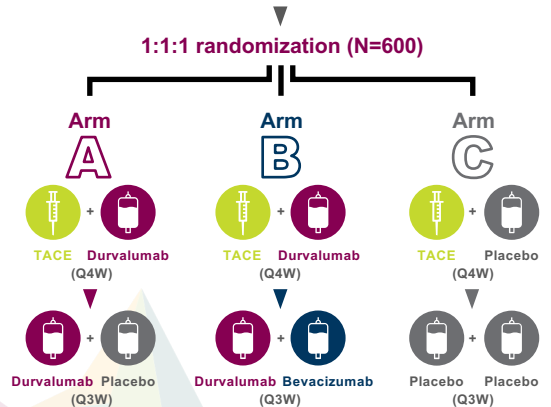 1:1:1 randomization (N=600)
Arm Arm Arm
A B C
+ + +
TACE Durvalumab TACE Durvalumab TACE Placebo
(Q4W) (Q4W) (Q4W)
+ + +
Durvalumab Placebo Durvalumab Bevacizumab Placebo Placebo
(Q3W) (Q3W) (Q3W)